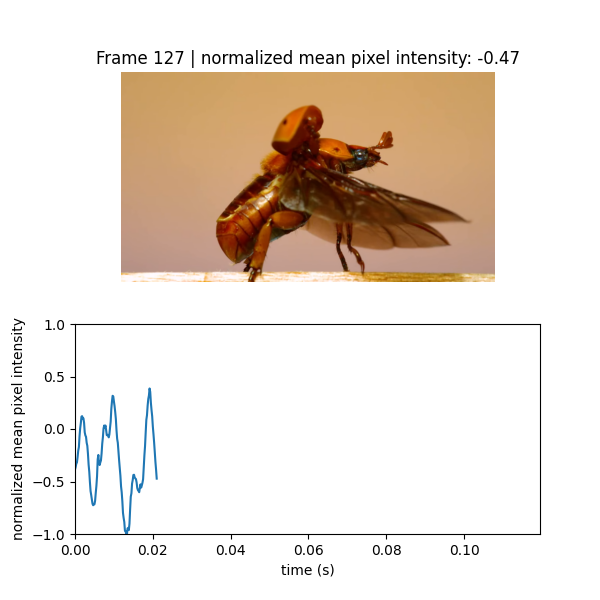 Frame 127 | normalized mean pixel intensity: -0.47
1.0
0.5
0.0
−0.5
−1.0
normalized mean pixel intensity
0.00 0.02 0.04 0.06 0.08 0.10
time (s)